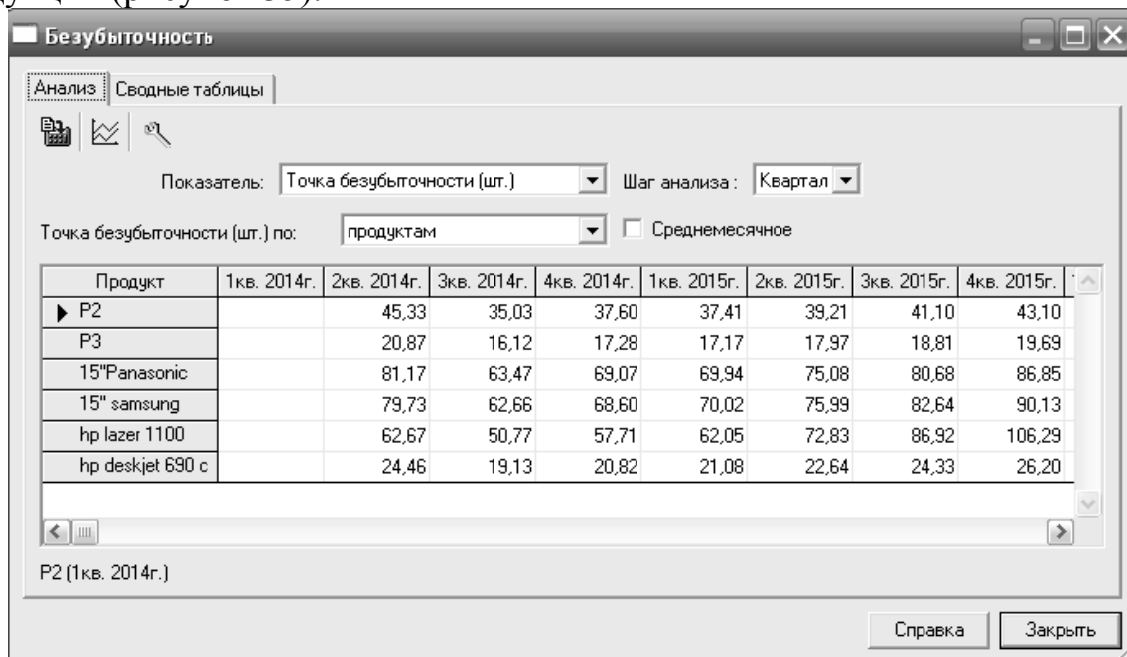 Безубыточность
Анализ Сводные таблицы
Показатель: Точка безубыточности (шт.) Шаг анализа : Квартал
Точка безубыточности (шт.) по: продуктам Среднемесячное
Продукт 1кв. 2014г. 2кв. 2014г. 3кв. 2014г. 4кв. 2014г. 1кв. 2015г. 2кв. 2015г. 3кв. 2015г. 4кв. 2015г.
P2 45,33 35,03 37,60 37,41 39,21 41,10 43,10
P3 20,87 16,12 17,28 17,17 17,97 18,81 19,69
15"Panasonic 81,17 63,47 69,07 69,94 75,08 80,68 86,85
15" samsung 79,73 62,66 68,60 70,02 75,99 82,64 90,13
hp lazer 1100 62,67 50,77 57,71 62,05 72,83 86,92 106,29
hp deskjet 690 c 24,46 19,13 20,82 21,08 22,64 24,33 26,20
P2 (1кв. 2014г.)
Справка Закрыть